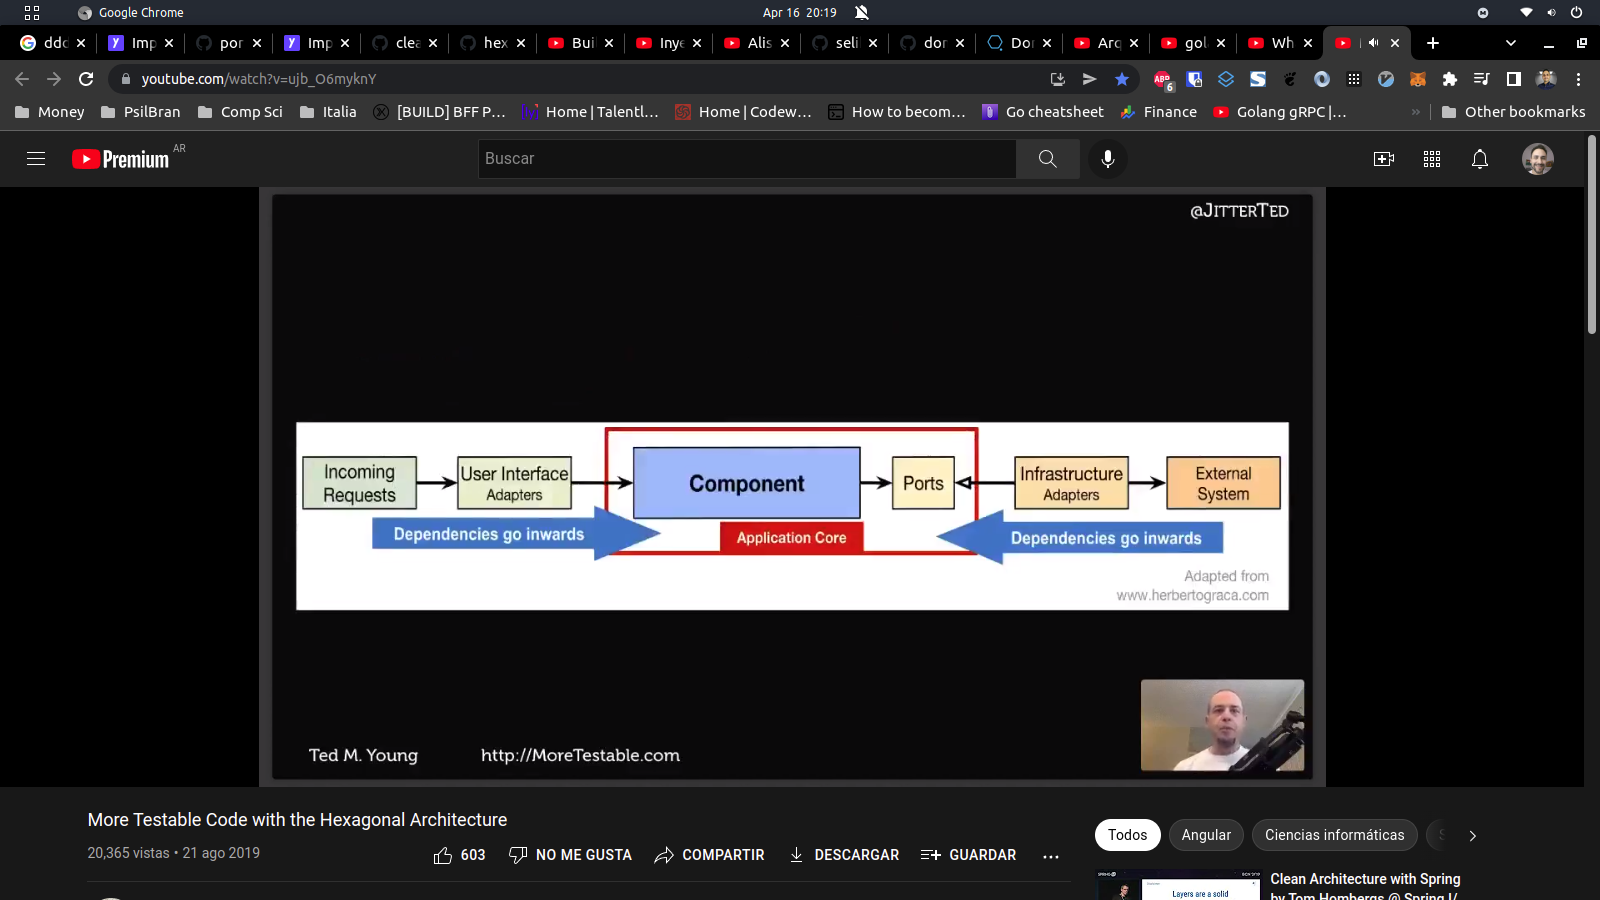 Google Chrome
Apr 16 20:19
ddd
Imp
por
Imp
clea
hex
Buil
Inye
Alis
seli
dor
Dor
Arq
gol
Wh
youtube.com/watch?v=ujb_O6myknY
6
Money
PsilBran
Comp Sci
Italia
[BUILD] BFF P...
Home | Talentl...
Home | Codew...
How to becom...
Go cheatsheet
Finance
Golang gRPC |...
»
Other bookmarks
Premium AR
Buscar
@JitterTed
Incoming
Requests
User Interface
Adapters
Component
Ports
Infrastructure
Adapters
External
System
Dependencies go inwards
Application Core
Dependencies go inwards
Adapted from
www.herbertograca.com
Ted M. Young
http://MoreTestable.com
More Testable Code with the Hexagonal Architecture
20,365 vistas • 21 ago 2019
603
NO ME GUSTA
COMPARTIR
DESCARGAR
GUARDAR
Todos
Angular
Ciencias informáticas
Layers are a solid
Clean Architecture with Spring
by Tom Hombergs @ Spring I/